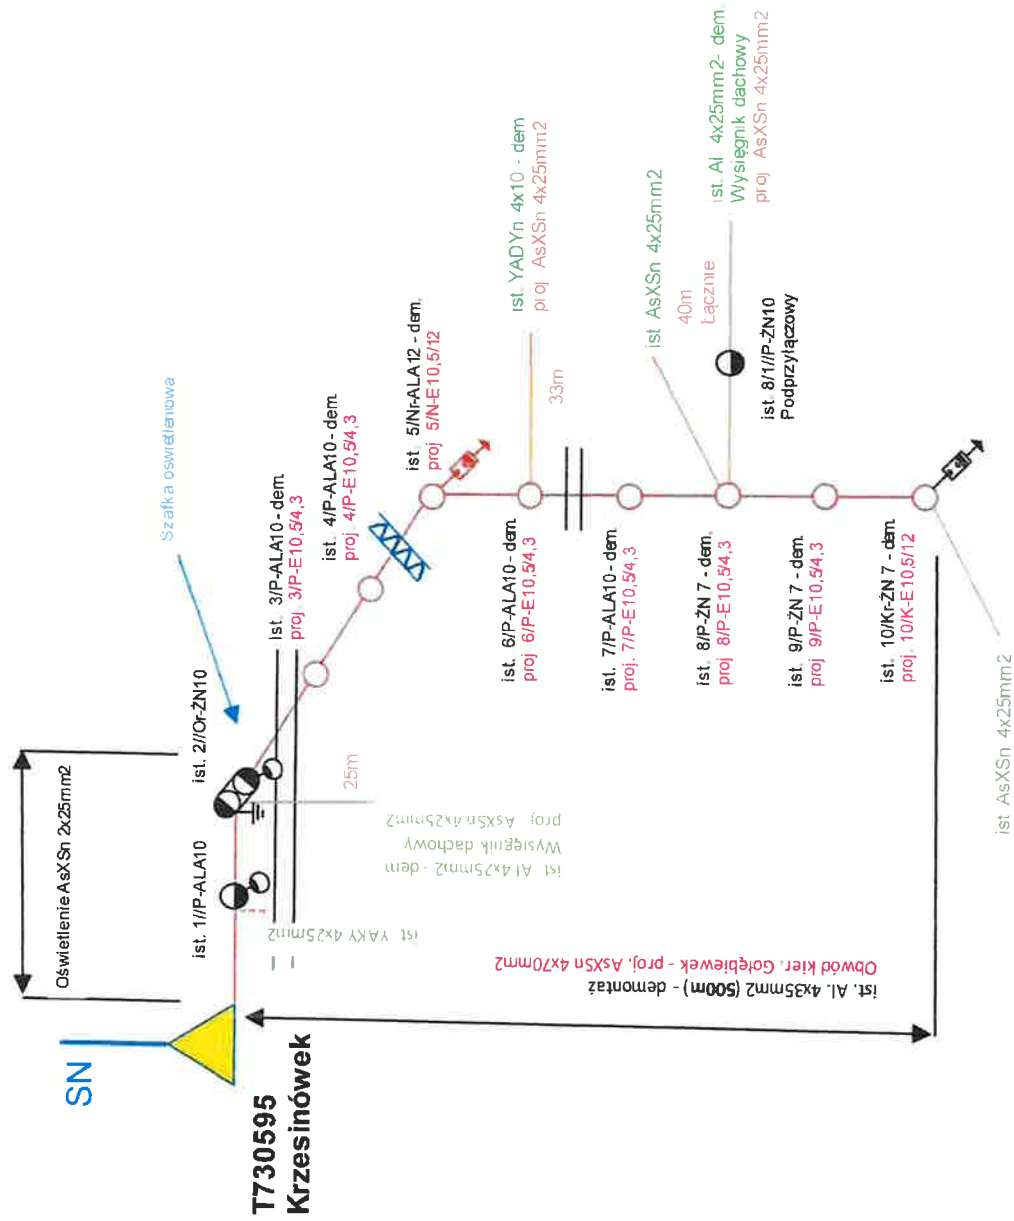 SN
T730595
Krzesinówek
Oświetlenie AsXSn 2x25mm2
ist. 1//P-ALA10
ist. 2//Or-ŻN10
Szafka oświetleniowa
ist. 3/P-ALA10- dem.
proj. 3/P-E10,5/4,3
ist. 4/P-ALA10- dem.
proj. 4/P-E10,5/4,3
ist. 5/Nr-ALA12 - dem.
proj 5/N-E10,5/12
25m
ist. Al 4x25mm2 - dem
Wysięgnik dachowy
proj AsXSn 4x25mm2
ist. YAKY 4x25mm2
ist. YADYn 4x10 - dem
proj AsXSn 4x25mm2
33m
ist. 6/P-ALA10- dem.
proj 6/P-E10,5/4,3
ist. 7/P-ALA10- dem.
proj. 7/P-E10,5/4,3
ist AsXSn 4x25mm2
40m
Łącznie
ist. Al 4x25mm2- dem.
Wysięgnik dachowy
proj AsXSn 4x25mm2
ist. 8/1//P-ŻN10
Podprzyłączowy
ist. 8/P-ŻN 7 - dem.
proj 8/P-E10,5/4,3
ist. 9/P-ŻN 7 - dem.
proj 9/P-E10,5/4,3
ist. 10/Kr-ŻN 7 - dem.
proj. 10/K-E10,5/12
ist AsXSn 4x25mm2
ist. Al. 4x35mm2 (500m) - demontaż
Obwód kier. Gołębiewek - proj. AsXSn 4x70mm2